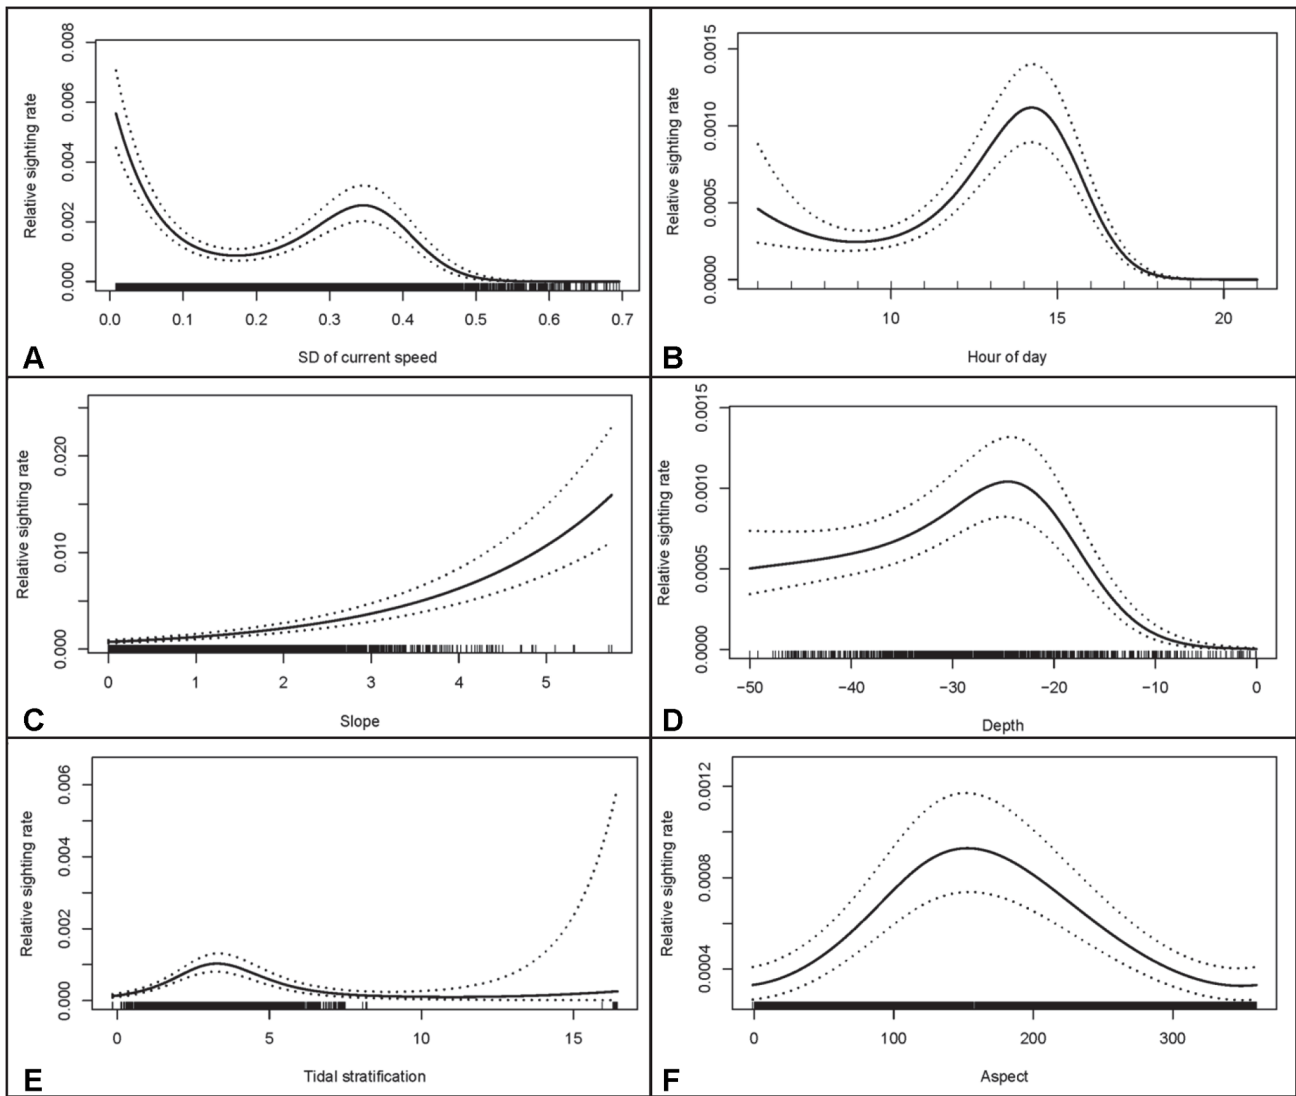 0.008
0.006
0.004
0.002
0.000
Relative sighting rate
0.0 0.1 0.2 0.3 0.4 0.5 0.6 0.7
SD of current speed
A
0.0015
0.0010
0.0005
0.0000
Relative sighting rate
10 15 20
Hour of day
B
0.020
0.010
0.000
Relative sighting rate
0 1 2 3 4 5
Slope
C
0.0015
0.0010
0.0005
0.0000
Relative sighting rate
−50 −40 −30 −20 −10 0
Depth
D
0.006
0.004
0.002
0.000
Relative sighting rate
0 5 10 15
Tidal stratification
E
0.0012
0.0008
0.0004
Relative sighting rate
0 100 200 300
Aspect
F